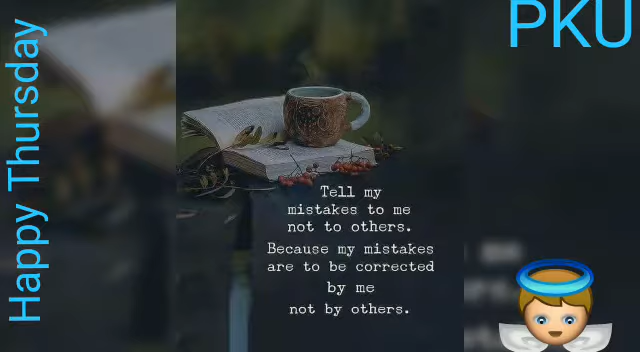 Happy Thursday
PKU
Tell my
mistakes to me
not to others.
Because my mistakes
are to be corrected
by me
not by others.